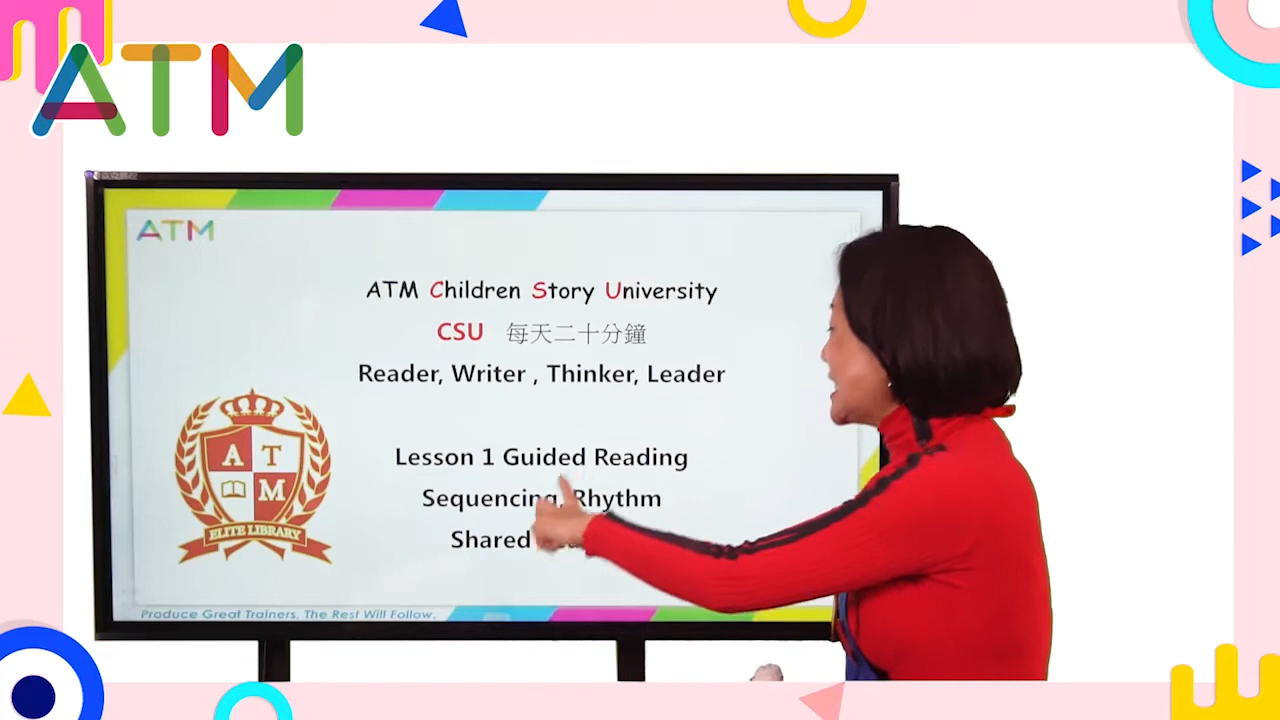 ATM
ATM
ATM Children Story University
CSU 每天二十分鐘
Reader, Writer , Thinker, Leader
Lesson 1 Guided Reading
Sequencing, Rhythm
Shared
A T
M
ELITE LIBRARY
Produce Great Trainers, The Rest Will Follow.